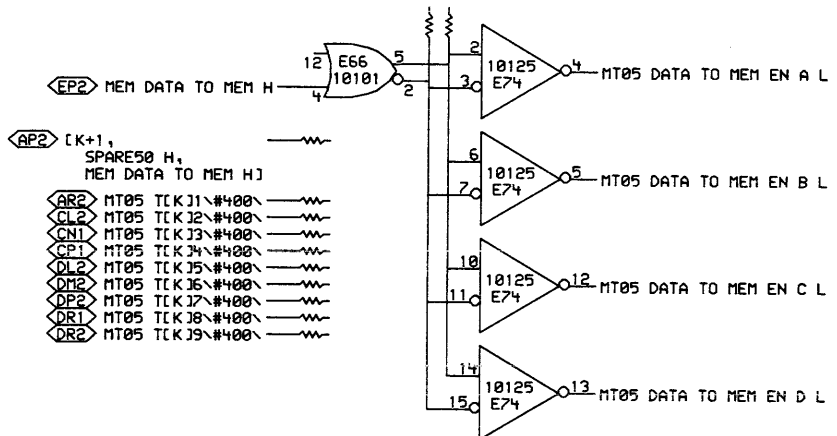 12 E66 5
10101 2
EP2 MEM DATA TO MEM H 4
2 10125 4 MT05 DATA TO MEM EN A L
3 E74
AP2 [K+1,
SPARE50 H,
MEM DATA TO MEM H]
6 10125 5 MT05 DATA TO MEM EN B L
7 E74
AR2 MT05 T[K]1\#400\
CL2 MT05 T[K]2\#400\
CN1 MT05 T[K]3\#400\
CP1 MT05 T[K]4\#400\
DL2 MT05 T[K]5\#400\
DM2 MT05 T[K]6\#400\
DP2 MT05 T[K]7\#400\
DR1 MT05 T[K]8\#400\
DR2 MT05 T[K]9\#400\
10 10125 12 MT05 DATA TO MEM EN C L
11 E74
14 10125 13 MT05 DATA TO MEM EN D L
15 E74